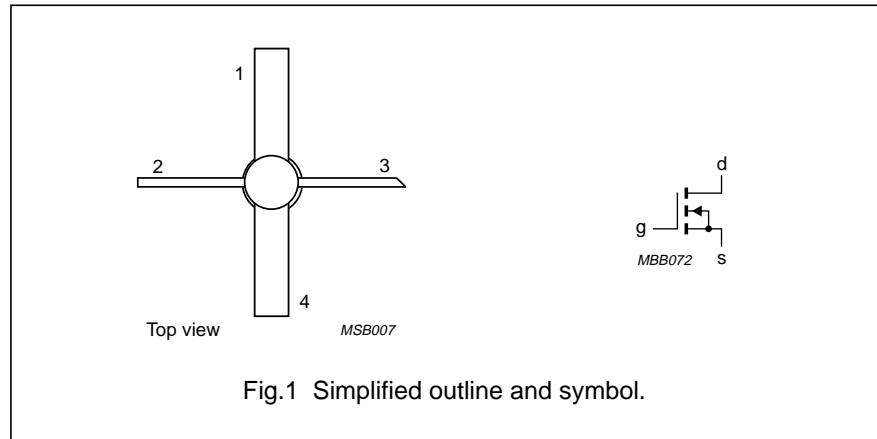 1
2
3
4
Top view
MSB007
d
g
s
MBB072
Fig.1 Simplified outline and symbol.